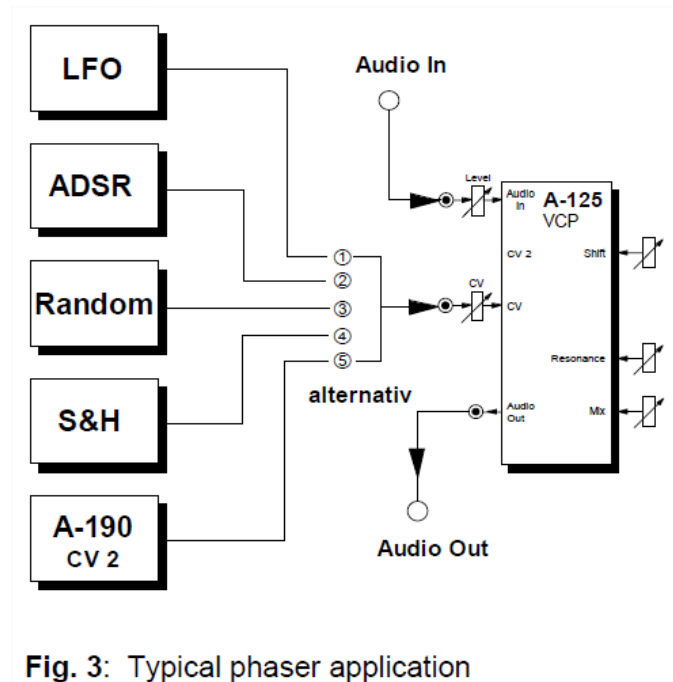 LFO
ADSR
Random
S&H
A-190
CV 2
①
②
③
④
⑤
alternativ
Audio In
Level
CV
Audio
In
A-125
VCP
CV 2
Shift
CV
Resonance
Audio
Out
Mix
Audio Out
Fig. 3: Typical phaser application